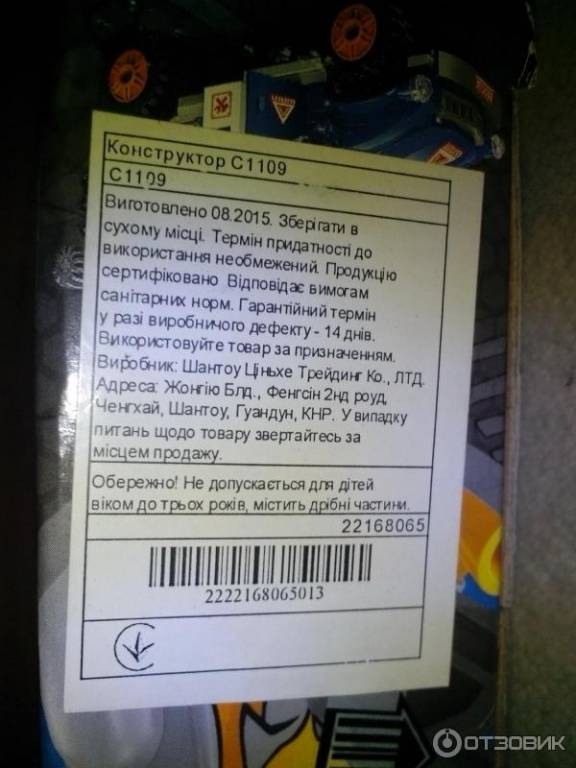 Конструктор C1109
C1109
Виготовлено 08.2015. Зберігати в
сухому місці. Термін придатності до
використання необмежений. Продукцію
сертифіковано Відповідає вимогам
санітарних норм. Гарантійний термін
у разі виробничого дефекту - 14 днів.
Використовуйте товар за призначенням.
Виробник: Шантоу Ціньхе Трейдинг Ко., ЛТД.
Адреса: Жонгію Блд., Фенгсін 2нд роуд,
Ченгхай, Шантоу, Гуандун, КНР. У випадку
питань щодо товару звертайтесь за
місцем продажу.
Обережно! Не допускається для дітей
віком до трьох років, містить дрібні частини.
22168065
2222168065013
ОТЗОВИК